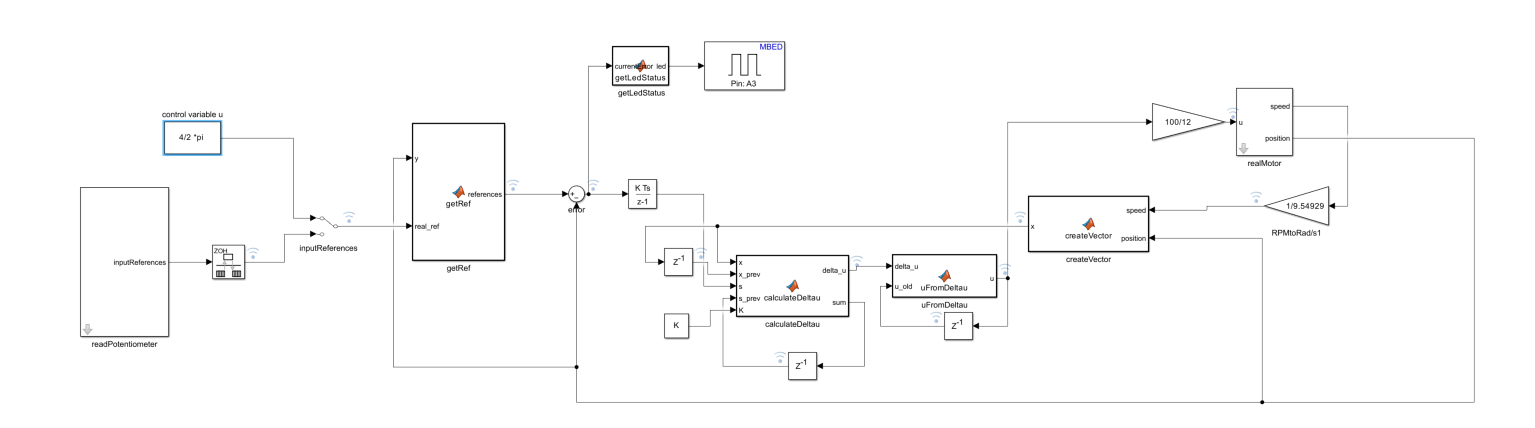 MBED
currentError led
getLedStatus
Pin: A3
getLedStatus
control variable u
4/2 *pi
100/12
u
speed
position
realMotor
y
references
getRef
real_ref
getRef
+
-
error
K Ts
z-1
inputReferences
ZOH
inputReferences
readPotentiometer
1/9.54929
RPMtoRad/s1
x
speed
createVector
position
createVector
Z-1
x
x_prev
s
s_prev
K
delta_u
calculateDeltau
sum
calculateDeltau
delta_u
u_old
u
uFromDeltau
uFromDeltau
K
Z-1
Z-1